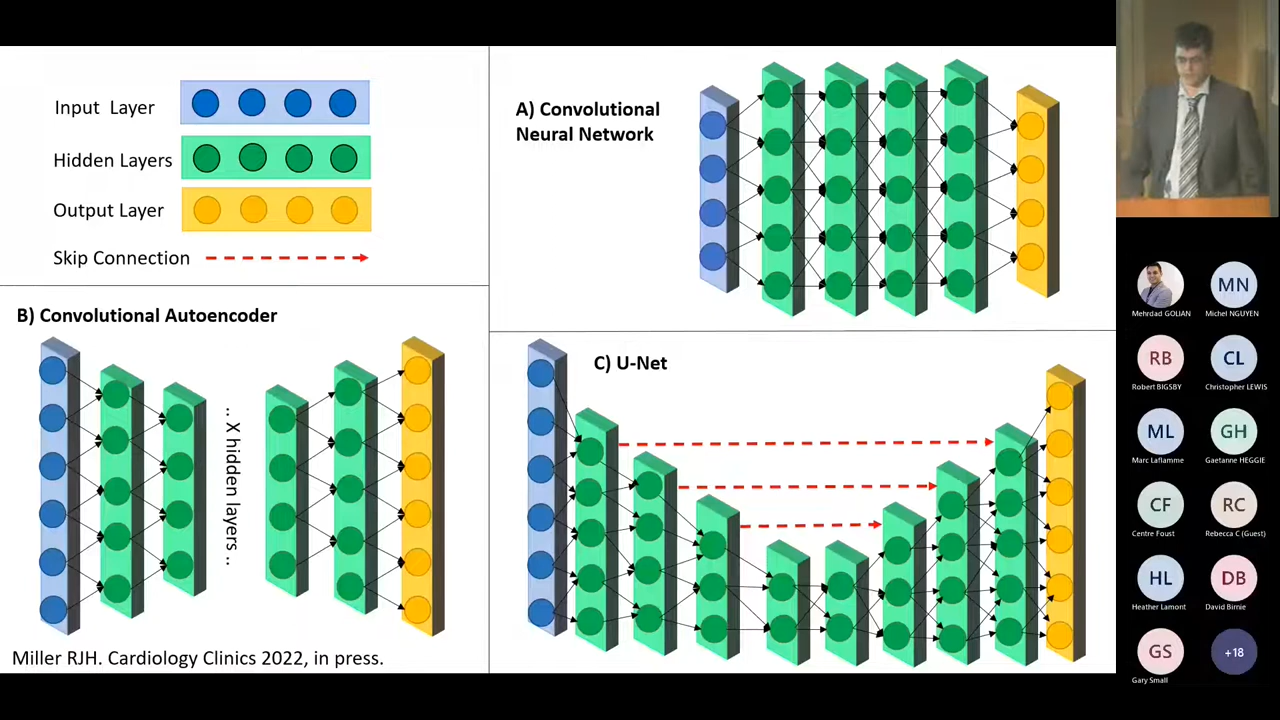 Input Layer
Hidden Layers
Output Layer
Skip Connection
A) Convolutional
Neural Network
B) Convolutional Autoencoder
.. X hidden layers ..
C) U-Net
Miller RJH. Cardiology Clinics 2022, in press.
Mehrdad GOLIAN
MN
Michel NGUYEN
RB
Robert BIGSBY
CL
Christopher LEWIS
ML
Marc Laflamme
GH
Gaetanne HEGGIE
CF
Centre Foust
RC
Rebecca C (Guest)
HL
Heather Lamont
DB
David Birnie
GS
Gary Small
+18